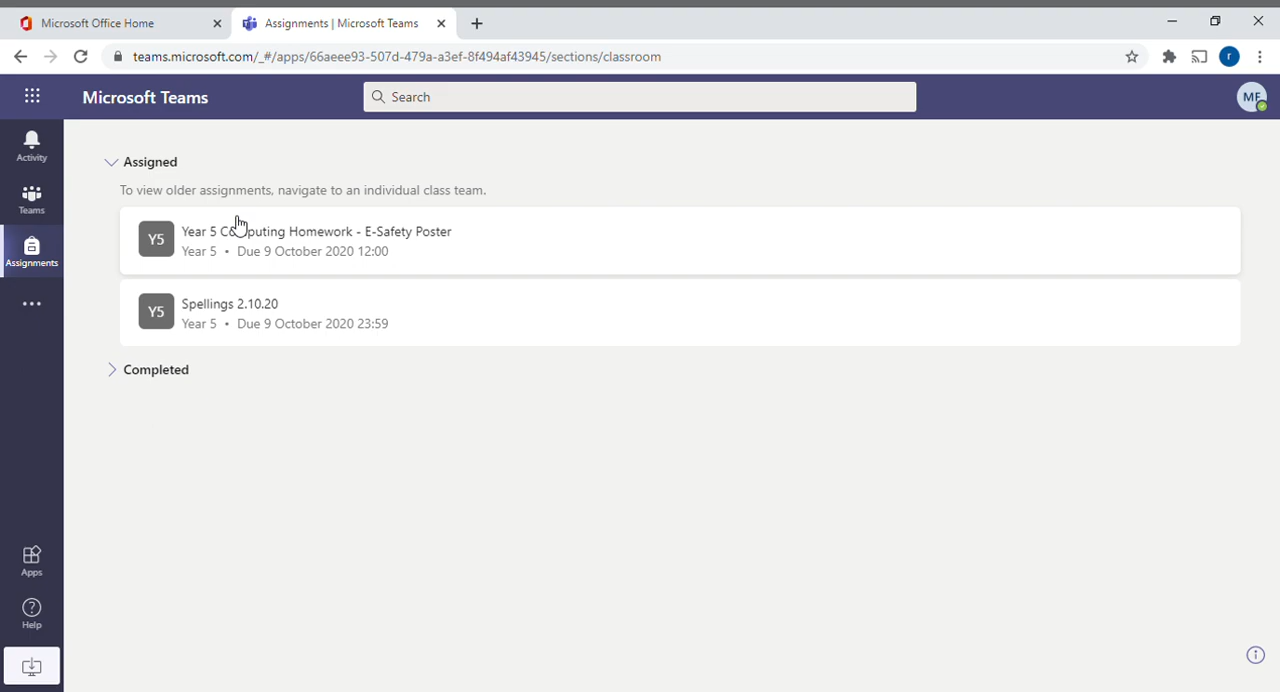 Microsoft Office Home
Assignments | Microsoft Teams
teams.microsoft.com/_#/apps/66aeee93-507d-479a-a3ef-8f494af43945/sections/classroom
r
Microsoft Teams
Search
MF
Activity
Teams
Assignments
Apps
Help
Assigned
To view older assignments, navigate to an individual class team.
Y5
Year 5 Computing Homework - E-Safety Poster
Year 5 • Due 9 October 2020 12:00
Y5
Spellings 2.10.20
Year 5 • Due 9 October 2020 23:59
Completed